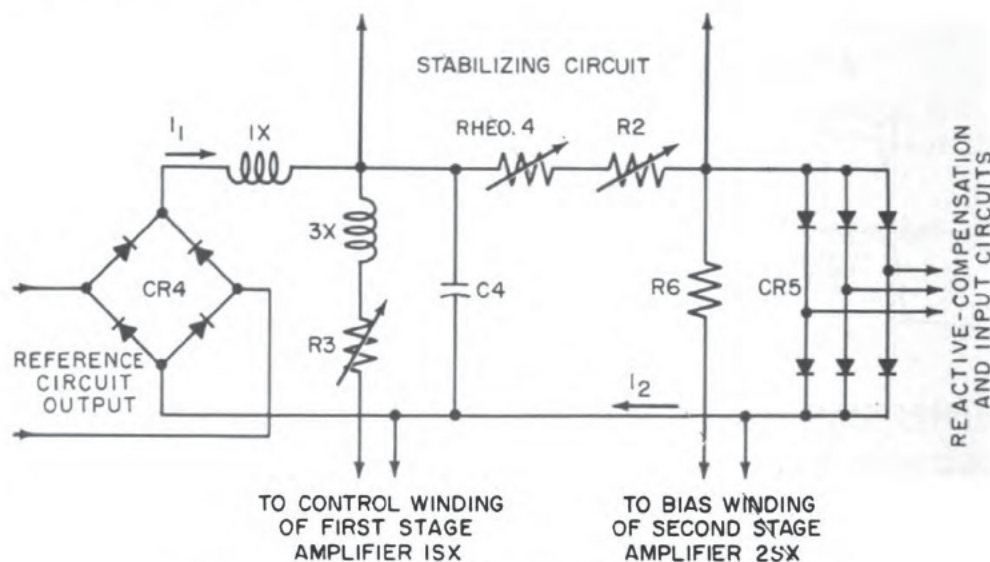 STABILIZING CIRCUIT
I1
1X
RHEO. 4
R2
3X
CR4
C4
R6
CR5
R3
REFERENCE
CIRCUIT
OUTPUT
I2
REACTIVE-COMPENSATION
AND INPUT CIRCUITS
TO CONTROL WINDING
OF FIRST STAGE
AMPLIFIER 1SX
TO BIAS WINDING
OF SECOND STAGE
AMPLIFIER 2SX